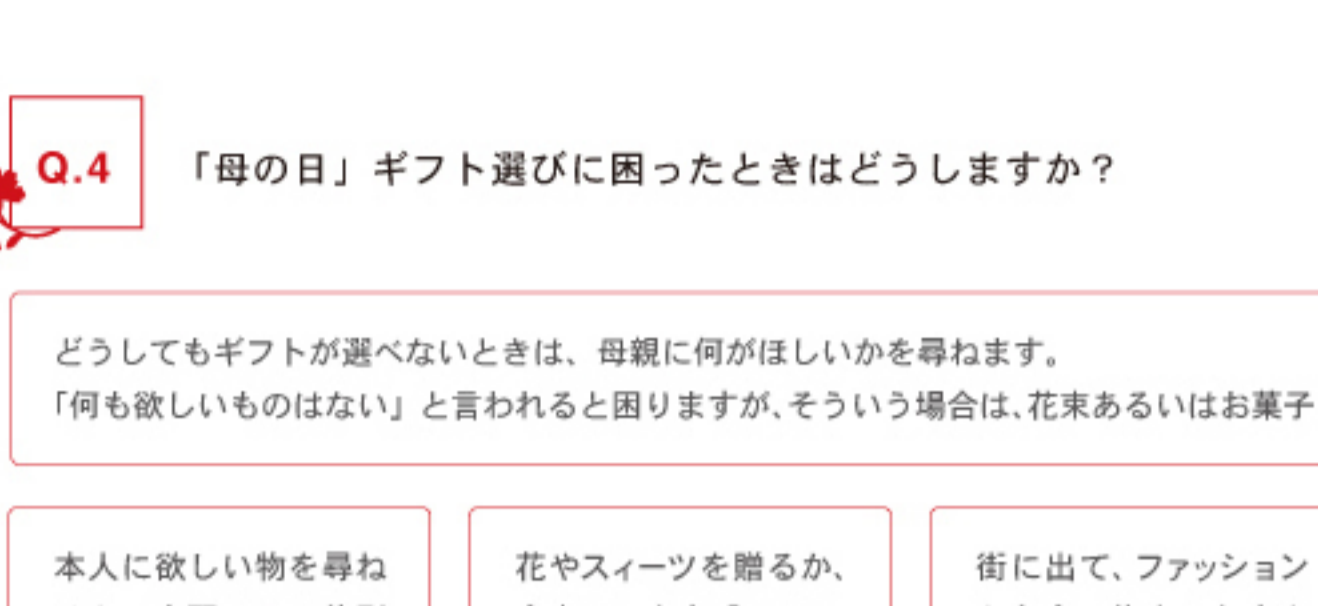 Q.4
「母の日」ギフト選びに困ったときはどうしますか？
どうしてもギフトが選べないときは、母親に何がほしいかを尋ねます。
「何も欲しいものはない」と言われると困りますが、そういう場合は、花束あるいはお菓子
本人に欲しい物を尋ね
花やスィーツを贈るか、
街に出て、ファッション